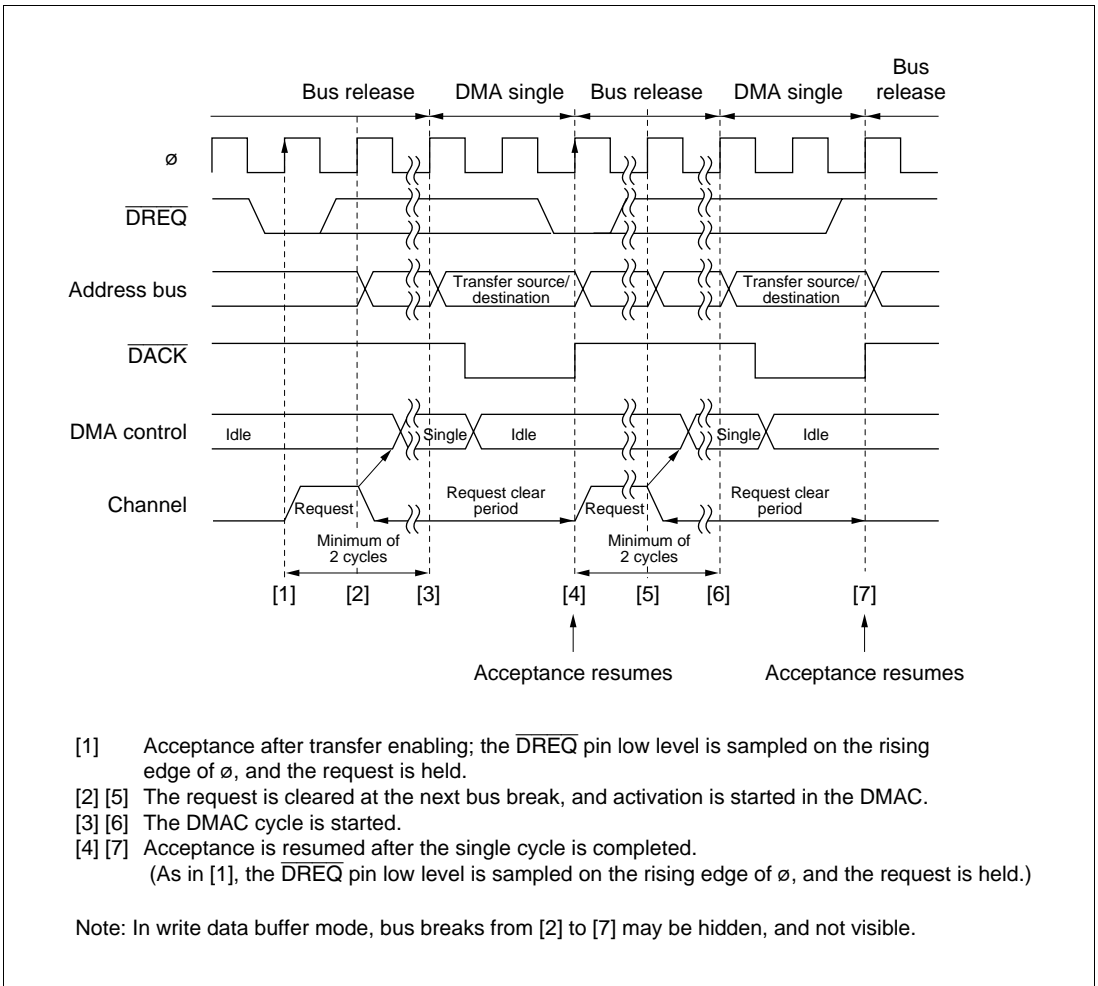 Bus release
DMA single
Bus release
DMA single
Bus
release
ø
D̅R̅E̅Q̅
Address bus
Transfer source/
destination
Transfer source/
destination
D̅A̅C̅K̅
DMA control
Idle
Single
Idle
Single
Idle
Channel
Request
Request clear
period
Request
Request clear
period
Minimum of
2 cycles
Minimum of
2 cycles
[1] [2] [3] [4] [5] [6] [7]
Acceptance resumes
Acceptance resumes
[1] Acceptance after transfer enabling; the D̅R̅E̅Q̅ pin low level is sampled on the rising
edge of ø, and the request is held.
[2] [5] The request is cleared at the next bus break, and activation is started in the DMAC.
[3] [6] The DMAC cycle is started.
[4] [7] Acceptance is resumed after the single cycle is completed.
(As in [1], the D̅R̅E̅Q̅ pin low level is sampled on the rising edge of ø, and the request is held.)
Note: In write data buffer mode, bus breaks from [2] to [7] may be hidden, and not visible.